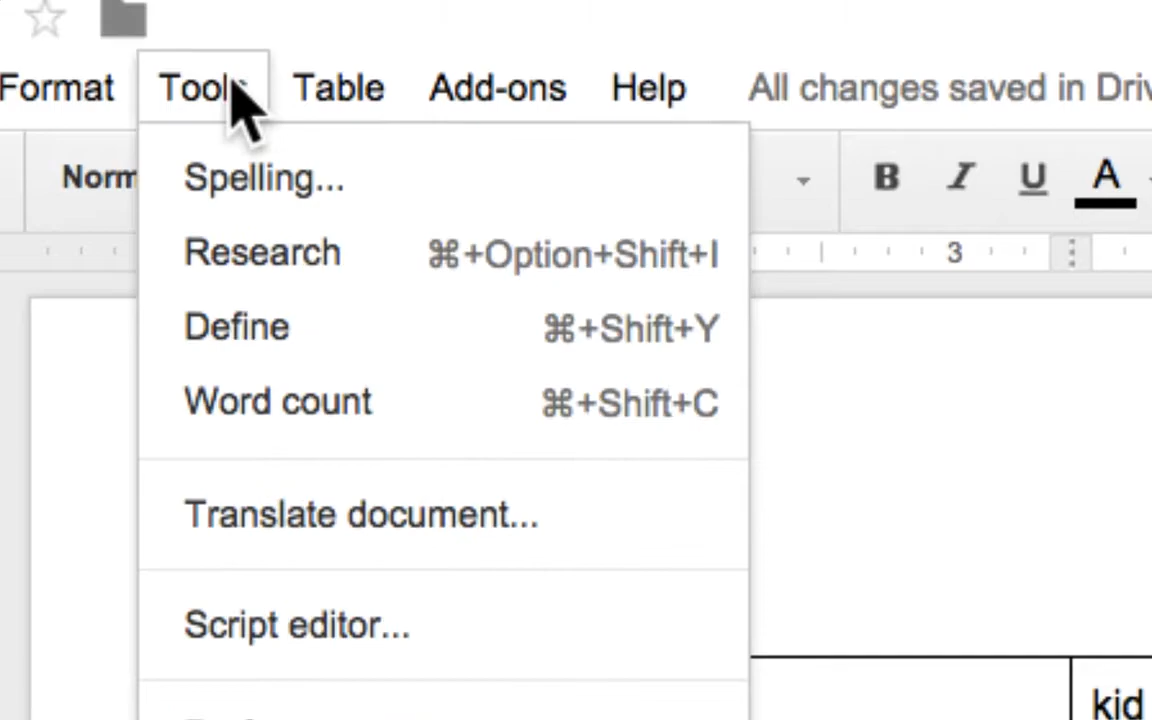 Format Tools Table Add-ons Help All changes saved in Driv
Norm B I U A
3
Spelling...
Research ⌘+Option+Shift+I
Define ⌘+Shift+Y
Word count ⌘+Shift+C
Translate document...
Script editor...
kid